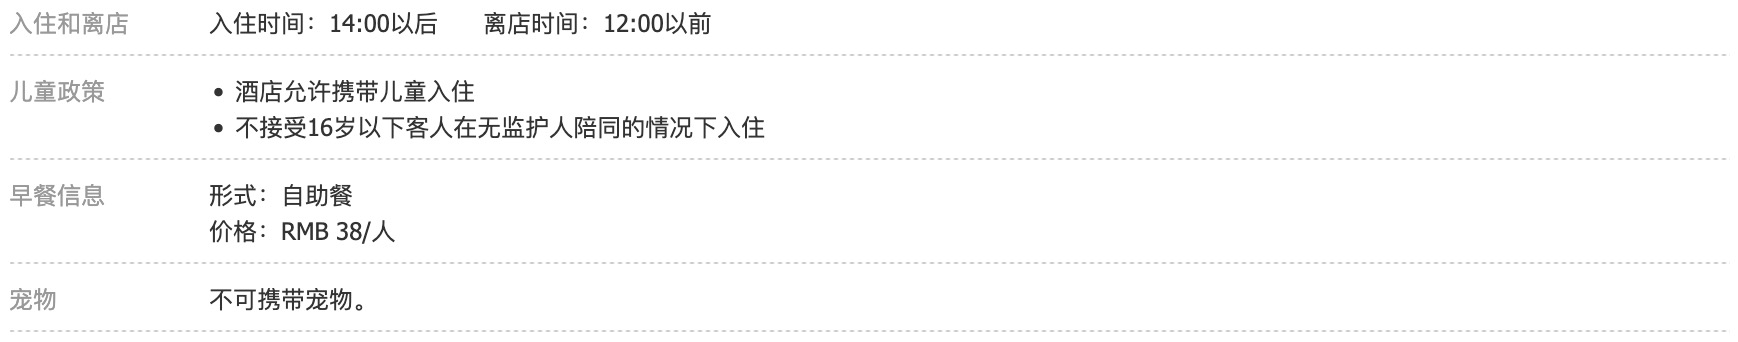 入住和离店 入住时间：14:00以后 离店时间：12:00以前
儿童政策 • 酒店允许携带儿童入住
• 不接受16岁以下客人在无监护人陪同的情况下入住
早餐信息 形式：自助餐
价格：RMB 38/人
宠物 不可携带宠物。